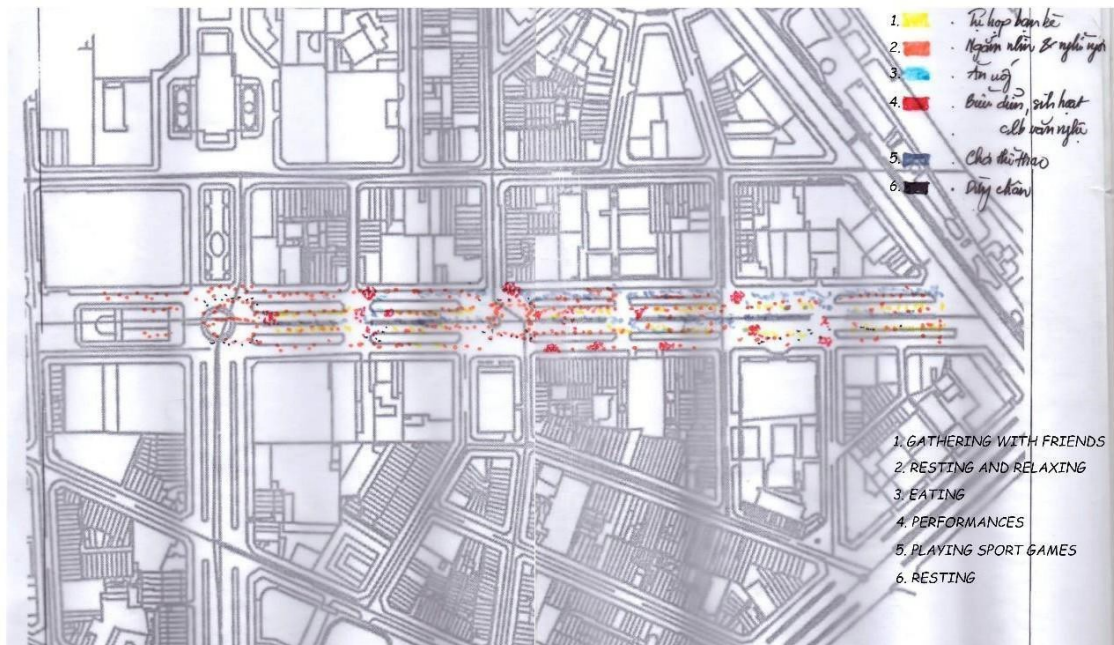 1. . Tụ họp bạn bè
2. . Ngắm nhìn & nghỉ ngơi
3. . Ăn uống
4. . Biểu diễn, sinh hoạt
. clb văn nghệ
5. . Chơi thể thao
6. . Dừng chân
1. GATHERING WITH FRIENDS
2. RESTING AND RELAXING
3. EATING
4. PERFORMANCES
5. PLAYING SPORT GAMES
6. RESTING